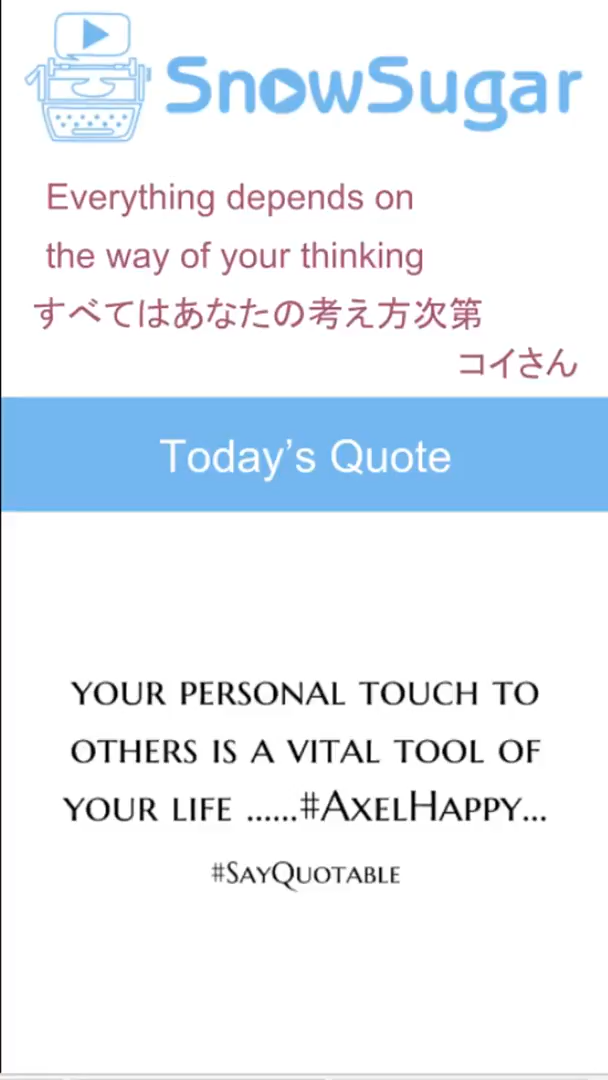 SnowSugar
Everything depends on
the way of your thinking
すべてはあなたの考え方次第
コイさん
Today’s Quote
YOUR PERSONAL TOUCH TO
OTHERS IS A VITAL TOOL OF
YOUR LIFE ......#AXELHAPPY...
#SAYQUOTABLE